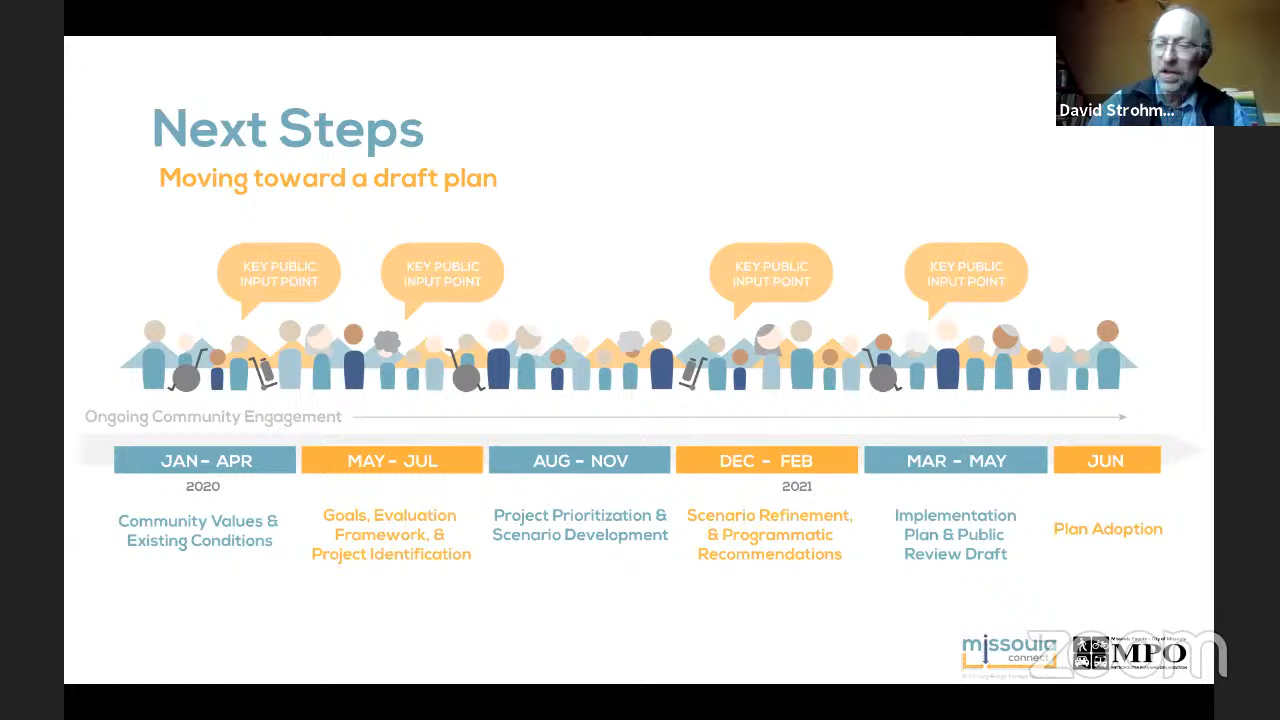 David Strohm...
Next Steps
Moving toward a draft plan
KEY PUBLIC
INPUT POINT
KEY PUBLIC
INPUT POINT
KEY PUBLIC
INPUT POINT
KEY PUBLIC
INPUT POINT
Ongoing Community Engagement
JAN – APR
MAY – JUL
AUG – NOV
DEC – FEB
MAR – MAY
JUN
2020
2021
Community Values &
Existing Conditions
Goals, Evaluation
Framework, &
Project Identification
Project Prioritization &
Scenario Development
Scenario Refinement,
& Programmatic
Recommendations
Implementation
Plan & Public
Review Draft
Plan Adoption
missoula
connect
MPO
zoom